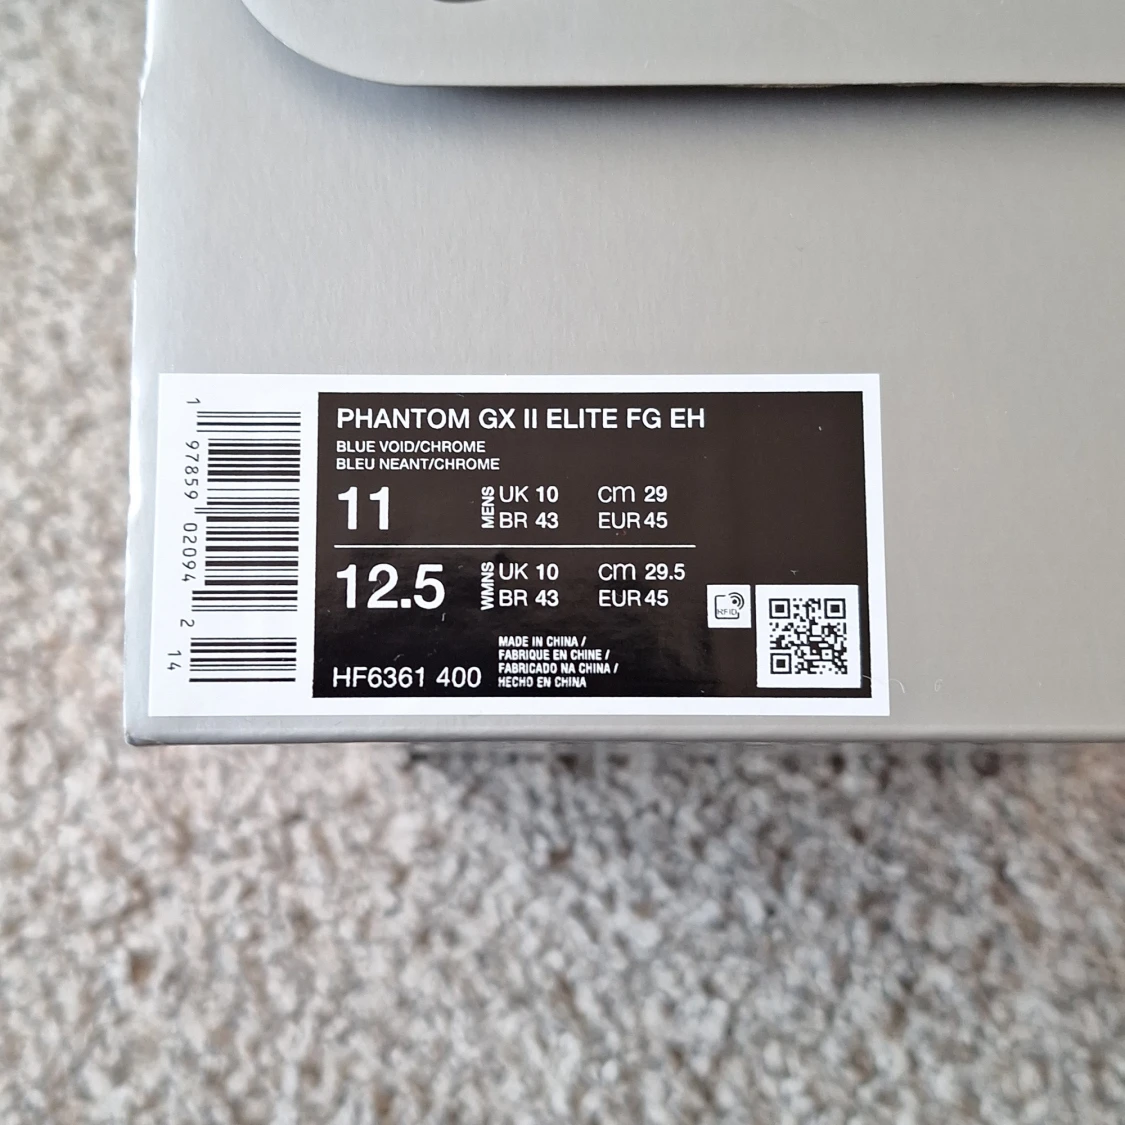 PHANTOM GX II ELITE FG EH
BLUE VOID/CHROME
BLEU NEANT/CHROME
11 MENS UK 10 cm 29
BR 43 EUR 45
12.5 WMNS UK 10 cm 29.5
BR 43 EUR 45
RFID
MADE IN CHINA /
FABRIQUE EN CHINE /
FABRICADO NA CHINA /
HECHO EN CHINA
HF6361 400
1 97859 02094 2 14